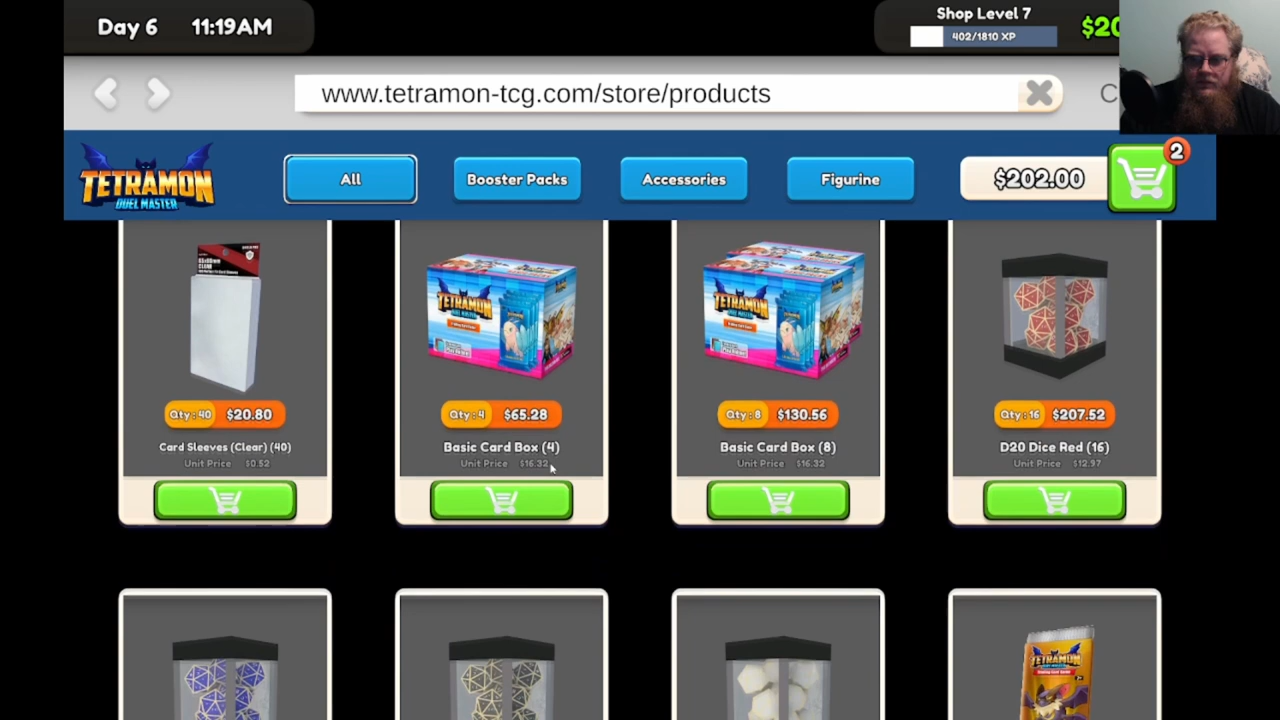 Day 6 11:19AM
Shop Level 7
402/1810 XP
$20
www.tetramon-tcg.com/store/products
C
TETRAMON
DUEL MASTER
All
Booster Packs
Accessories
Figurine
$202.00
2
Qty : 40 $20.80
Card Sleeves (Clear) (40)
Unit Price $0.52
TETRAMON
Qty : 4 $65.28
Basic Card Box (4)
Unit Price $16.32
TETRAMON
Qty : 8 $130.56
Basic Card Box (8)
Unit Price $16.32
Qty : 16 $207.52
D20 Dice Red (16)
Unit Price $12.97
TETRAMON